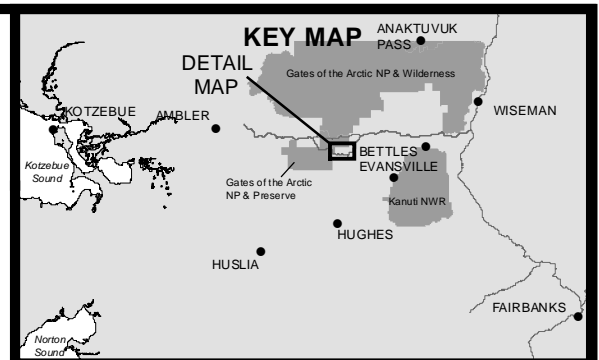 KEY MAP
ANAKTUVUK
PASS
DETAIL
MAP
Gates of the Arctic NP & Wilderness
KOTZEBUE
AMBLER
WISEMAN
Kotzebue
Sound
BETTLES
EVANSVILLE
Gates of the Arctic
NP & Preserve
Kanuti NWR
HUGHES
HUSLIA
FAIRBANKS
Norton
Sound